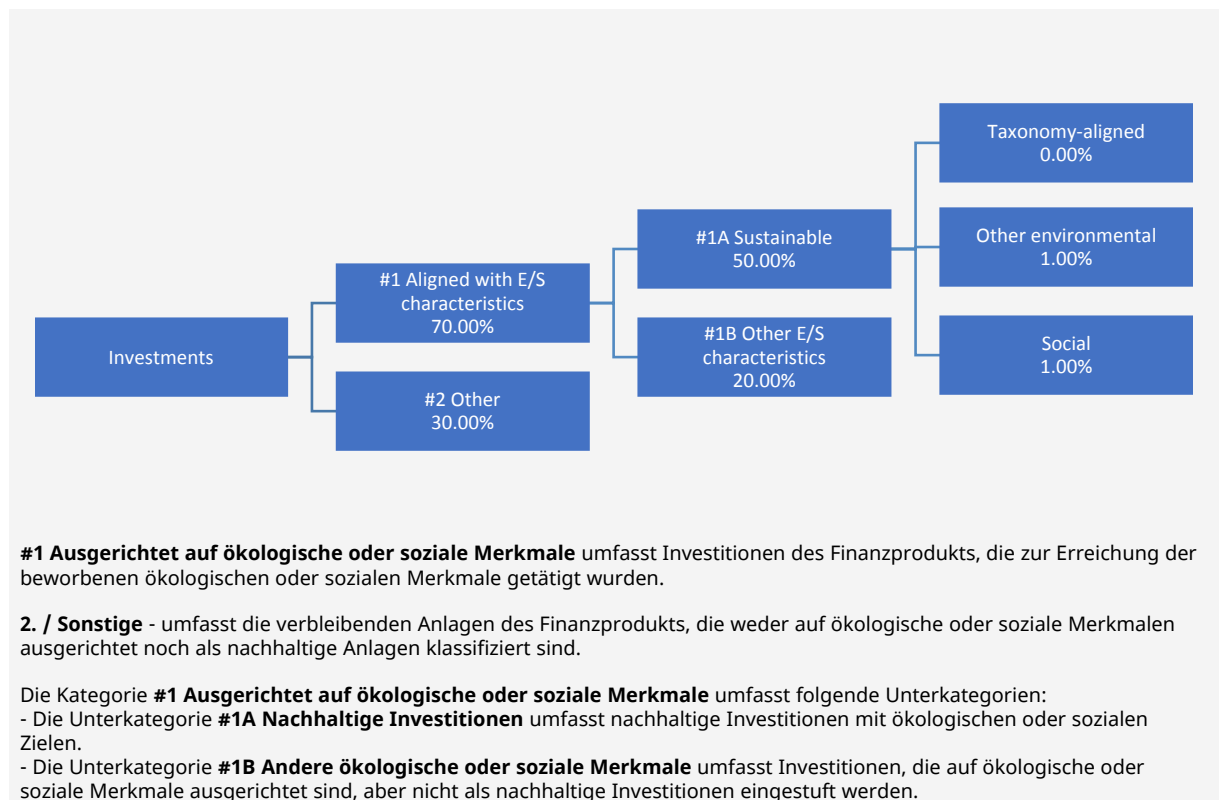 Investments
#1 Aligned with E/S
characteristics
70.00%
#2 Other
30.00%
#1A Sustainable
50.00%
#1B Other E/S
characteristics
20.00%
Taxonomy-aligned
0.00%
Other environmental
1.00%
Social
1.00%
#1 Ausgerichtet auf ökologische oder soziale Merkmale umfasst Investitionen des Finanzprodukts, die zur Erreichung der
beworbenen ökologischen oder sozialen Merkmale getätigt wurden.
2. / Sonstige - umfasst die verbleibenden Anlagen des Finanzprodukts, die weder auf ökologische oder soziale Merkmalen
ausgerichtet noch als nachhaltige Anlagen klassifiziert sind.
Die Kategorie #1 Ausgerichtet auf ökologische oder soziale Merkmale umfasst folgende Unterkategorien:
- Die Unterkategorie #1A Nachhaltige Investitionen umfasst nachhaltige Investitionen mit ökologischen oder sozialen
Zielen.
- Die Unterkategorie #1B Andere ökologische oder soziale Merkmale umfasst Investitionen, die auf ökologische oder
soziale Merkmale ausgerichtet sind, aber nicht als nachhaltige Investitionen eingestuft werden.